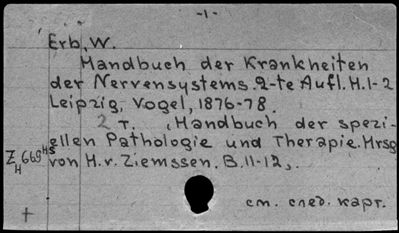 -1-
Erb, W.
Handbuch der Krankheiten
der Nervensystems. 2-te Aufl. H. 1-2
Leipzig, Vogel, 1876-78.
2 т. „Handbuch der spezi-
ellen Pathologie und Therapie. Hrsg
von H. v. Ziemssen. B. 11-12„.
Z 669 HS
H
см. след. карт.
+